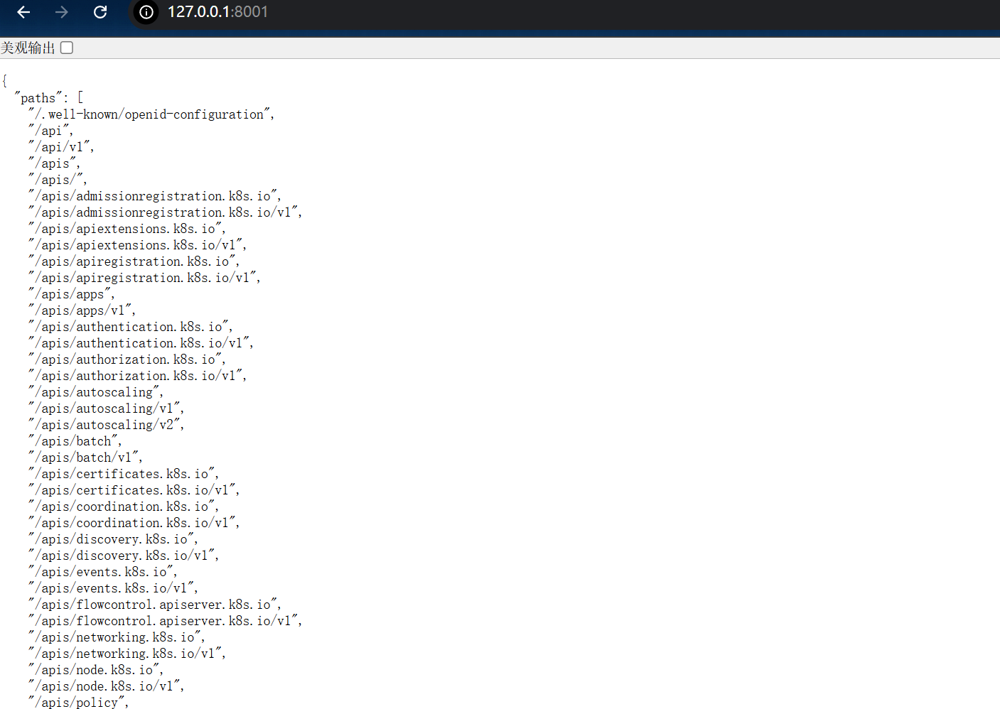 127.0.0.1:8001
美观输出
{
"paths": [
"/.well-known/openid-configuration",
"/api",
"/api/v1",
"/apis",
"/apis/",
"/apis/admissionregistration.k8s.io",
"/apis/admissionregistration.k8s.io/v1",
"/apis/apiextensions.k8s.io",
"/apis/apiextensions.k8s.io/v1",
"/apis/apiregistration.k8s.io",
"/apis/apiregistration.k8s.io/v1",
"/apis/apps",
"/apis/apps/v1",
"/apis/authentication.k8s.io",
"/apis/authentication.k8s.io/v1",
"/apis/authorization.k8s.io",
"/apis/authorization.k8s.io/v1",
"/apis/autoscaling",
"/apis/autoscaling/v1",
"/apis/autoscaling/v2",
"/apis/batch",
"/apis/batch/v1",
"/apis/certificates.k8s.io",
"/apis/certificates.k8s.io/v1",
"/apis/coordination.k8s.io",
"/apis/coordination.k8s.io/v1",
"/apis/discovery.k8s.io",
"/apis/discovery.k8s.io/v1",
"/apis/events.k8s.io",
"/apis/events.k8s.io/v1",
"/apis/flowcontrol.apiserver.k8s.io",
"/apis/flowcontrol.apiserver.k8s.io/v1",
"/apis/networking.k8s.io",
"/apis/networking.k8s.io/v1",
"/apis/node.k8s.io",
"/apis/node.k8s.io/v1",
"/apis/policy",